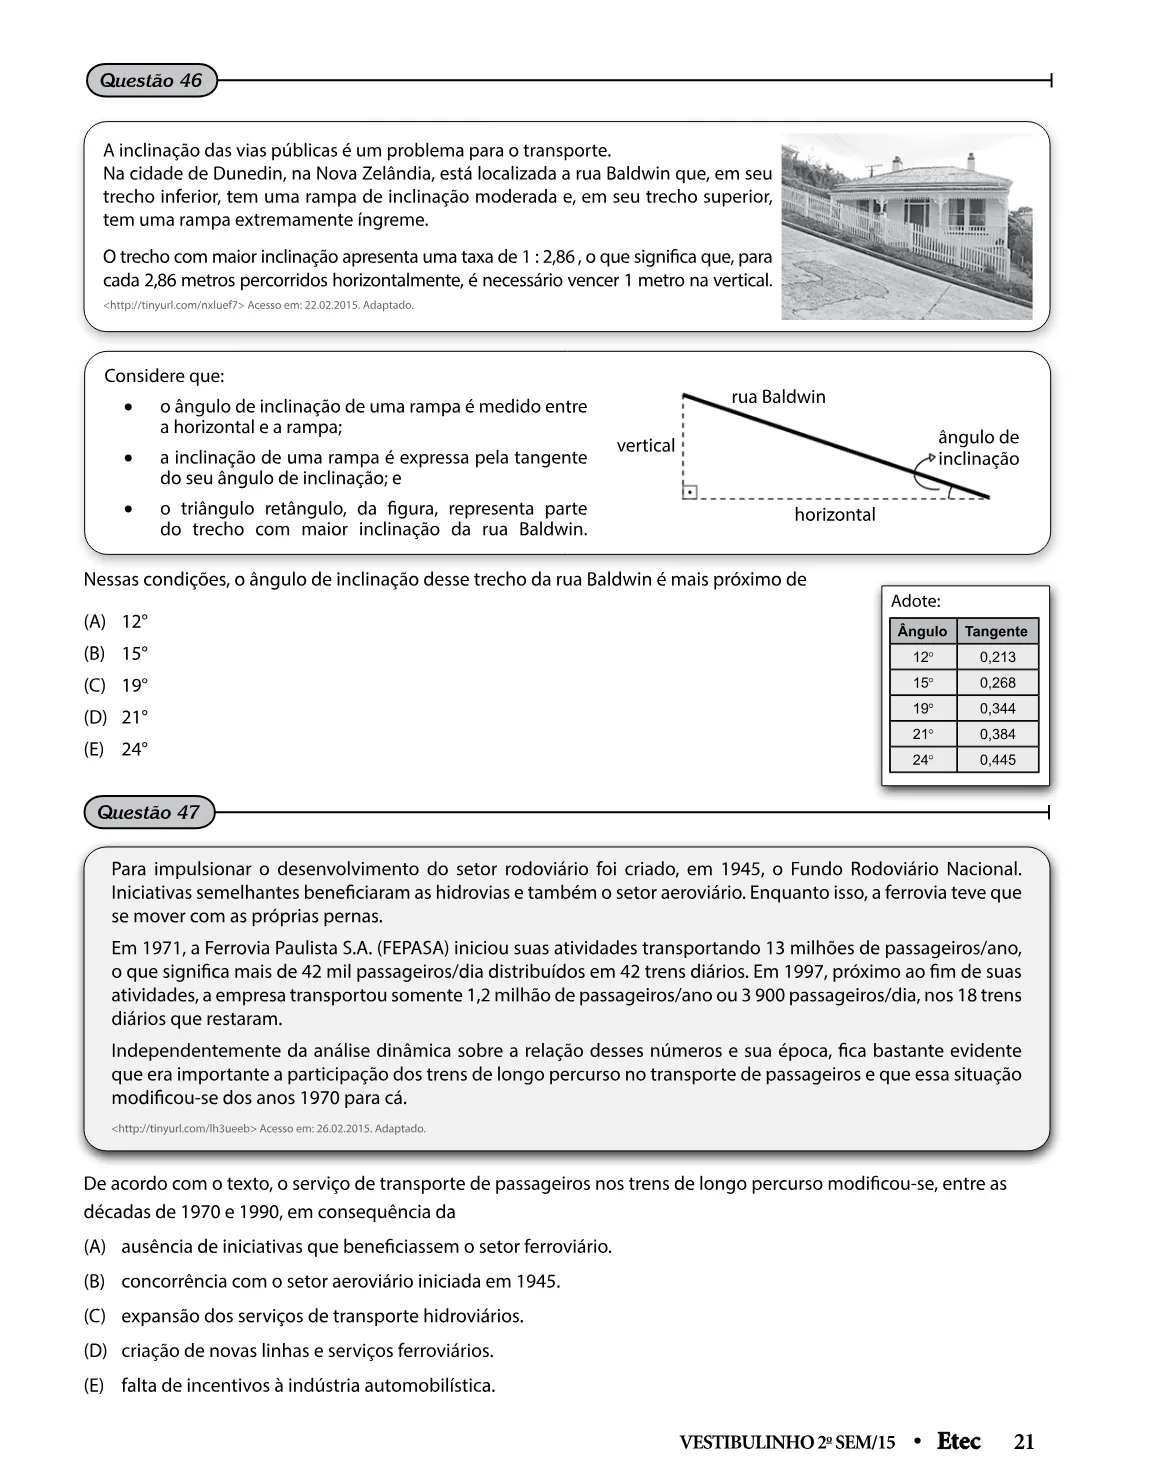 Questão 46
A inclinação das vias públicas é um problema para o transporte.
Na cidade de Dunedin, na Nova Zelândia, está localizada a rua Baldwin que, em seu
trecho inferior, tem uma rampa de inclinação moderada e, em seu trecho superior,
tem uma rampa extremamente íngreme.
O trecho com maior inclinação apresenta uma taxa de 1 : 2,86 , o que significa que, para
cada 2,86 metros percorridos horizontalmente, é necessário vencer 1 metro na vertical.
<http://tinyurl.com/nxluef7> Acesso em: 22.02.2015. Adaptado.
Considere que:
• o ângulo de inclinação de uma rampa é medido entre
a horizontal e a rampa;
• a inclinação de uma rampa é expressa pela tangente
do seu ângulo de inclinação; e
• o triângulo retângulo, da figura, representa parte
do trecho com maior inclinação da rua Baldwin.
rua Baldwin
vertical
ângulo de
inclinação
horizontal
Nessas condições, o ângulo de inclinação desse trecho da rua Baldwin é mais próximo de
(A) 12°
(B) 15°
(C) 19°
(D) 21°
(E) 24°
Adote:
Ângulo Tangente
12° 0,213
15° 0,268
19° 0,344
21° 0,384
24° 0,445
Questão 47
Para impulsionar o desenvolvimento do setor rodoviário foi criado, em 1945, o Fundo Rodoviário Nacional.
Iniciativas semelhantes beneficiaram as hidrovias e também o setor aeroviário. Enquanto isso, a ferrovia teve que
se mover com as próprias pernas.
Em 1971, a Ferrovia Paulista S.A. (FEPASA) iniciou suas atividades transportando 13 milhões de passageiros/ano,
o que significa mais de 42 mil passageiros/dia distribuídos em 42 trens diários. Em 1997, próximo ao fim de suas
atividades, a empresa transportou somente 1,2 milhão de passageiros/ano ou 3 900 passageiros/dia, nos 18 trens
diários que restaram.
Independentemente da análise dinâmica sobre a relação desses números e sua época, fica bastante evidente
que era importante a participação dos trens de longo percurso no transporte de passageiros e que essa situação
modificou-se dos anos 1970 para cá.
<http://tinyurl.com/lh3ueeb> Acesso em: 26.02.2015. Adaptado.
De acordo com o texto, o serviço de transporte de passageiros nos trens de longo percurso modificou-se, entre as
décadas de 1970 e 1990, em consequência da
(A) ausência de iniciativas que beneficiassem o setor ferroviário.
(B) concorrência com o setor aeroviário iniciada em 1945.
(C) expansão dos serviços de transporte hidroviários.
(D) criação de novas linhas e serviços ferroviários.
(E) falta de incentivos à indústria automobilística.
VESTIBULINHO 2º SEM/15 • Etec 21